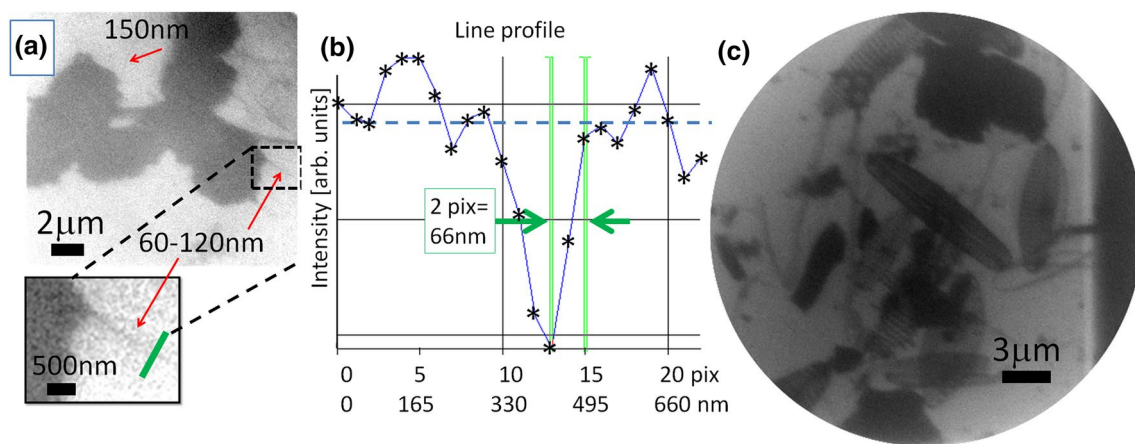 (a)
150nm
2μm
60-120nm
500nm
(b)
Line profile
Intensity [arb. units]
2 pix=
66nm
0 5 10 15 20 pix
0 165 330 495 660 nm
(c)
3μm